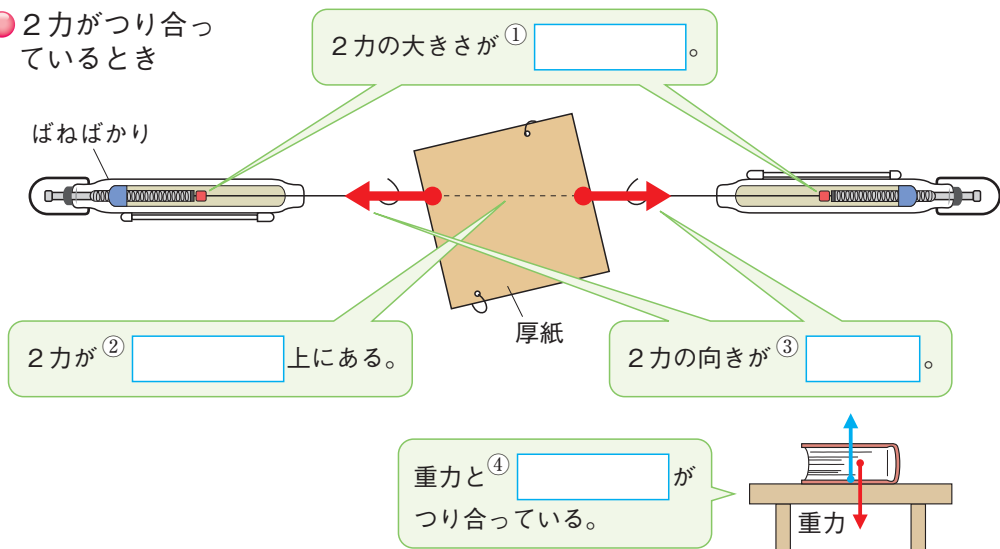 2力がつり合っ
ているとき
2力の大きさが①　　　。
ばねばかり
厚紙
2力が②　　　上にある。
2力の向きが③　　　。
重力と④　　　が
つり合っている。
重力